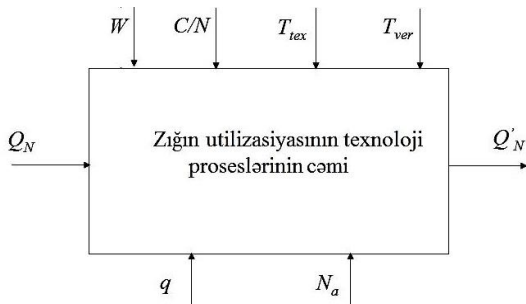 W C/N T_tex T_ver
Q_N
Zığın utilizasiyasının texnoloji
proseslərinin cəmi
Q'_N
q N_a